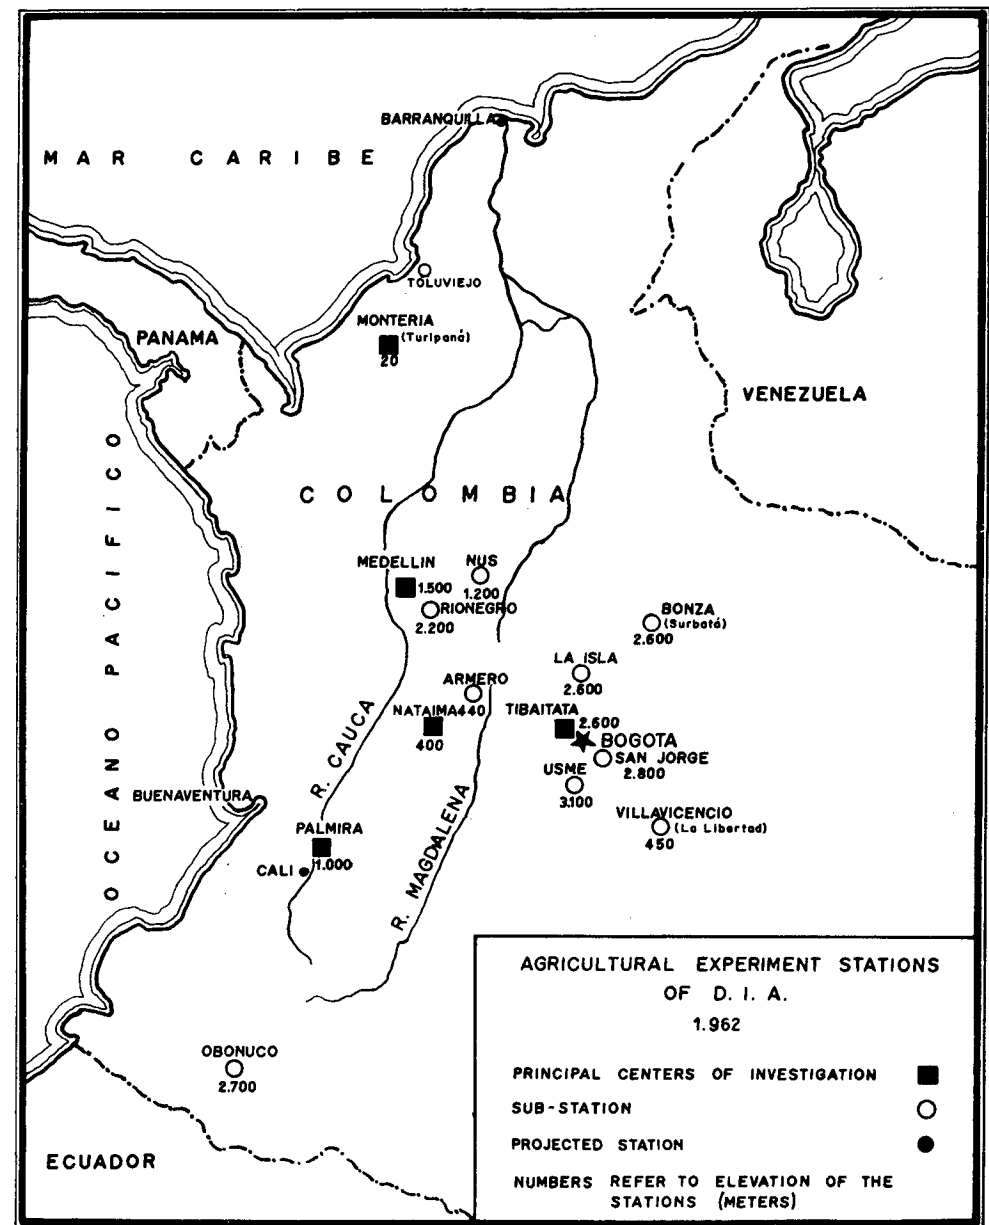 BARRANQUILLA
MAR CARIBE
TOLUVIEJO
MONTERIA
(Turipaná)
20
PANAMA
VENEZUELA
OCEANO PACIFICO
COLOMBIA
MEDELLIN
1.500
NUS
1.200
RIONEGRO
2.200
BONZA
(Surbatá)
2.600
LA ISLA
2.600
ARMERO
440
NATAIMA
400
TIBAITATA
2.600
BOGOTA
SAN JORGE
2.800
USME
3.100
R. CAUCA
R. MAGDALENA
BUENAVENTURA
VILLAVICENCIO
(La Libertad)
450
PALMIRA
1.000
CALI
OBONUCO
2.700
ECUADOR
AGRICULTURAL EXPERIMENT STATIONS
OF D. I. A.
1.962
PRINCIPAL CENTERS OF INVESTIGATION
SUB-STATION
PROJECTED STATION
NUMBERS REFER TO ELEVATION OF THE
STATIONS (METERS)